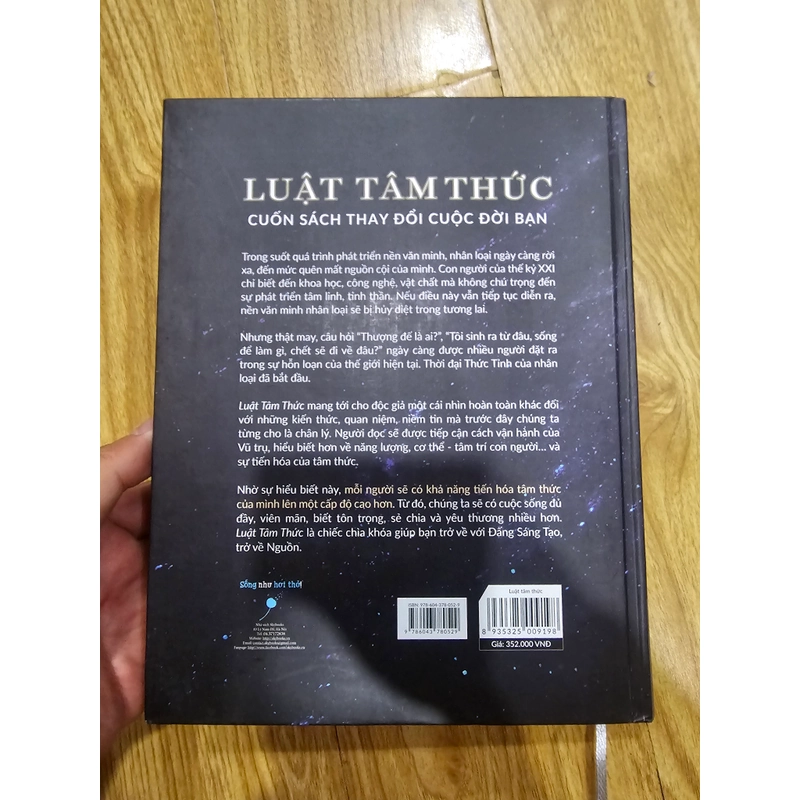 LUẬT TÂM THỨC
CUỐN SÁCH THAY ĐỔI CUỘC ĐỜI BẠN
Trong suốt quá trình phát triển nền văn minh, nhân loại ngày càng rời
xa, đến mức quên mất nguồn cội của mình. Con người của thế kỷ XXI
chỉ biết đến khoa học, công nghệ, vật chất mà không chú trọng đến
sự phát triển tâm linh, tinh thần. Nếu điều này vẫn tiếp tục diễn ra,
nền văn minh nhân loại sẽ bị hủy diệt trong tương lai.
Nhưng thật may, câu hỏi "Thượng đế là ai?", "Tôi sinh ra từ đâu, sống
để làm gì, chết sẽ đi về đâu?" ngày càng được nhiều người đặt ra
trong sự hỗn loạn của thế giới hiện tại. Thời đại Thức Tỉnh của nhân
loại đã bắt đầu.
Luật Tâm Thức mang tới cho độc giả một cái nhìn hoàn toàn khác đối
với những kiến thức, quan niệm, niềm tin mà trước đây chúng ta
từng cho là chân lý. Người đọc sẽ được tiếp cận cách vận hành của
Vũ trụ, hiểu biết hơn về năng lượng, cơ thể - tâm trí con người... và
sự tiến hóa của tâm thức.
Nhờ sự hiểu biết này, mỗi người sẽ có khả năng tiến hóa tâm thức
của mình lên một cấp độ cao hơn. Từ đó, chúng ta sẽ có cuộc sống đủ
đầy, viên mãn, biết tôn trọng, sẻ chia và yêu thương nhiều hơn.
Luật Tâm Thức là chiếc chìa khóa giúp bạn trở về với Đấng Sáng Tạo,
trở về Nguồn.
Sống như hơi thở!
ISBN: 978-604-378-052-9
9 786043 780529
Luật tâm thức
8 935325 009198
Giá: 352.000 VNĐ